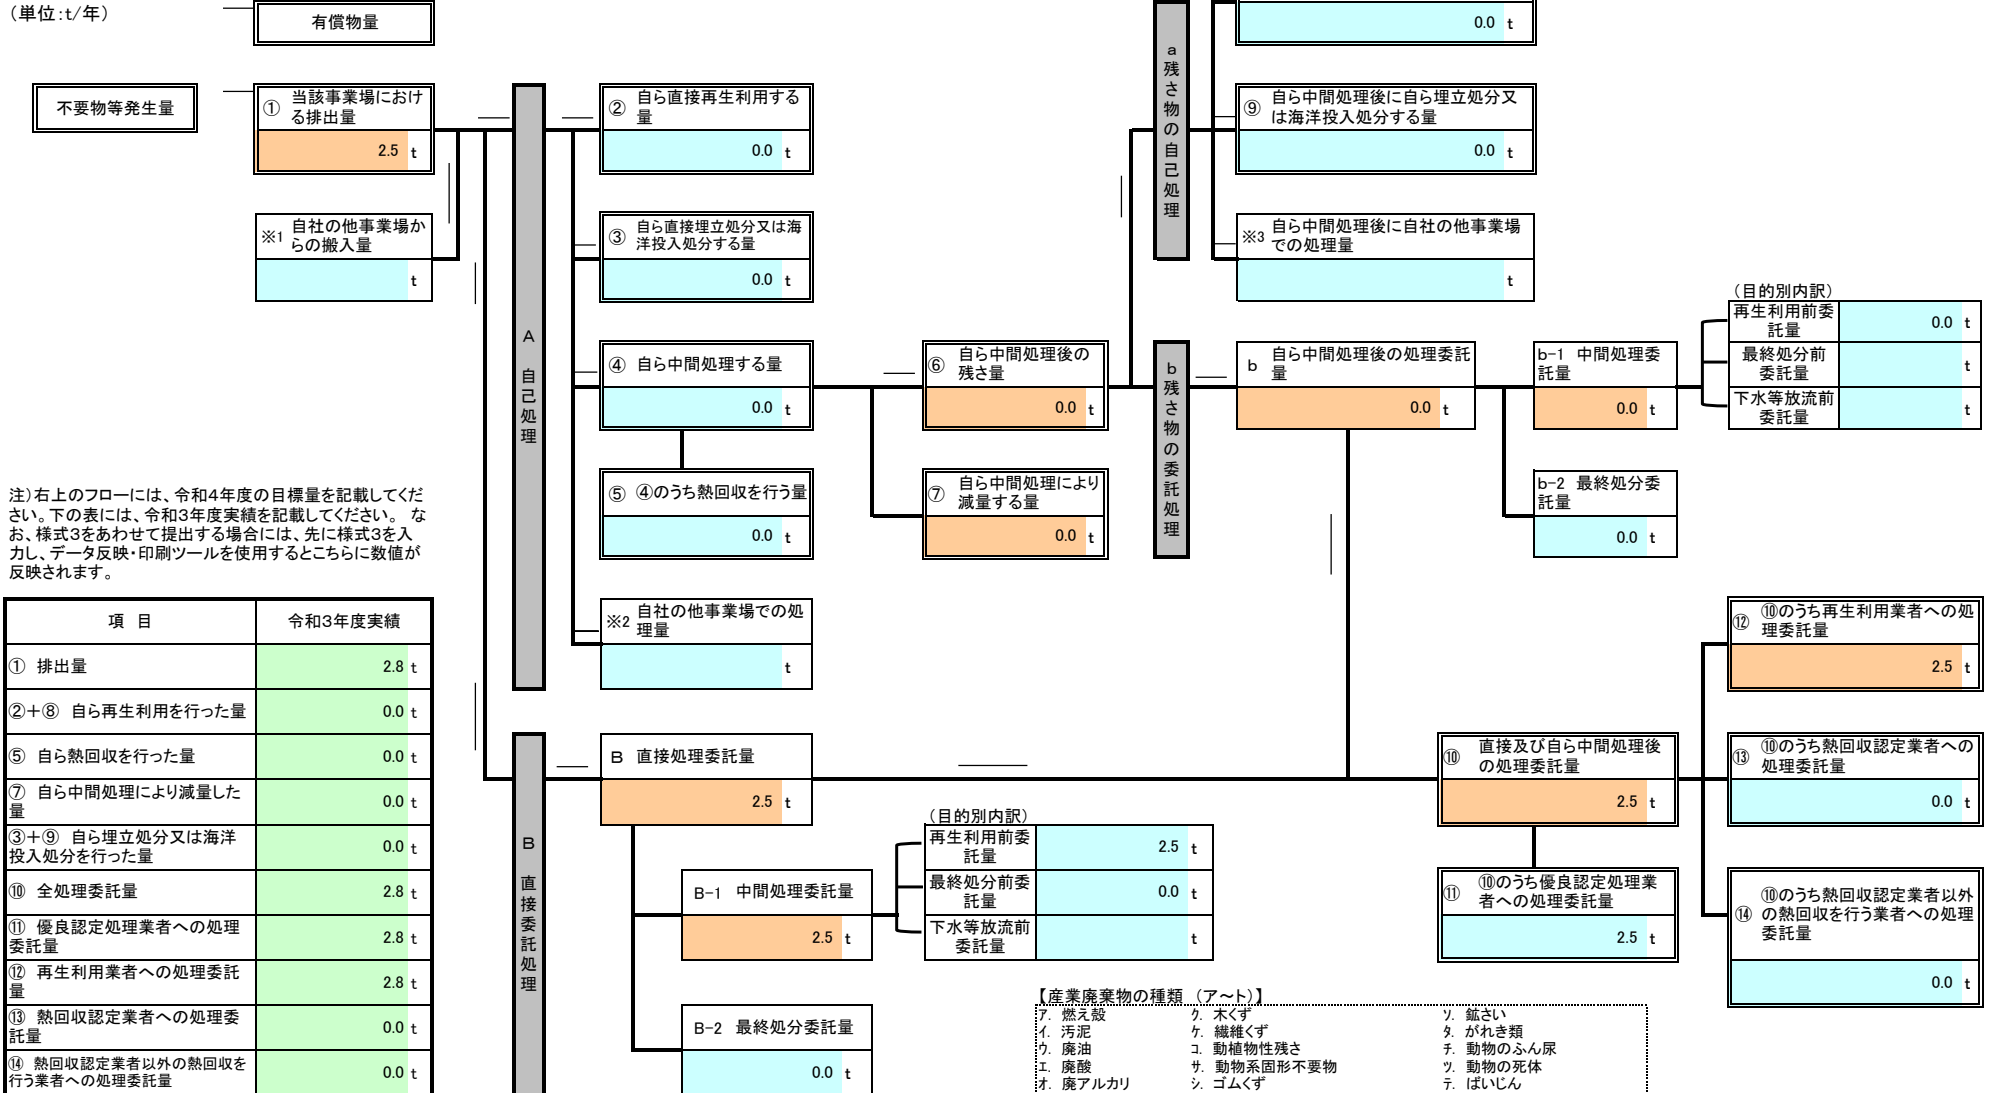 （単位：t/年）
有償物量
不要物等発生量
① 当該事業場におけ
る排出量
2.5 t
※1 自社の他事業場か
らの搬入量
t
A 自己処理
② 自ら直接再生利用する
量
0.0 t
③ 自ら直接埋立処分又は海
洋投入処分する量
0.0 t
④ 自ら中間処理する量
0.0 t
⑤ ④のうち熱回収を行う量
0.0 t
※2 自社の他事業場での処
理量
t
⑥ 自ら中間処理後の
残さ量
0.0 t
⑦ 自ら中間処理により
減量する量
0.0 t
a 残さ物の自己処理
0.0 t
⑨ 自ら中間処理後に自ら埋立処分又
は海洋投入処分する量
0.0 t
※3 自ら中間処理後に自社の他事業場
での処理量
t
b 残さ物の委託処理
b 自ら中間処理後の処理委託
量
0.0 t
b-1 中間処理委
託量
0.0 t
b-2 最終処分委
託量
0.0 t
（目的別内訳）
再生利用前委
託量
0.0 t
最終処分前
委託量
t
下水等放流前
委託量
t
注）右上のフローには、令和４年度の目標量を記載してくだ
さい。下の表には、令和３年度実績を記載してください。 な
お、様式３をあわせて提出する場合には、先に様式３を入
力し、データ反映・印刷ツールを使用するとこちらに数値が
反映されます。
項 目 令和３年度実績
① 排出量 2.8 t
②＋⑧ 自ら再生利用を行った量 0.0 t
⑤ 自ら熱回収を行った量 0.0 t
⑦ 自ら中間処理により減量した
量 0.0 t
③＋⑨ 自ら埋立処分又は海洋
投入処分を行った量 0.0 t
⑩ 全処理委託量 2.8 t
⑪ 優良認定処理業者への処理
委託量 2.8 t
⑫ 再生利用業者への処理委託
量 2.8 t
⑬ 熱回収認定業者への処理委
託量 0.0 t
⑭ 熱回収認定業者以外の熱回収を
行う業者への処理委託量 0.0 t
B 直接委託処理
B 直接処理委託量
2.5 t
B-1 中間処理委託量
2.5 t
B-2 最終処分委託量
0.0 t
（目的別内訳）
再生利用前委
託量
2.5 t
最終処分前委
託量
0.0 t
下水等放流前
委託量
t
⑩ 直接及び自ら中間処理後
の処理委託量
2.5 t
⑪ ⑩のうち優良認定処理業
者への処理委託量
2.5 t
⑫ ⑩のうち再生利用業者への処
理委託量
2.5 t
⑬ ⑩のうち熱回収認定業者への
処理委託量
0.0 t
⑭ ⑩のうち熱回収認定業者以外
の熱回収を行う業者への処理
委託量
0.0 t
【産業廃棄物の種類 （ア～ト）】
ア. 燃え殻 ク. 木くず ソ. 鉱さい
イ. 汚泥 ケ. 繊維くず タ. がれき類
ウ. 廃油 コ. 動植物性残さ チ. 動物のふん尿
エ. 廃酸 サ. 動物系固形不要物 ツ. 動物の死体
オ. 廃アルカリ シ. ゴムくず テ. ばいじん